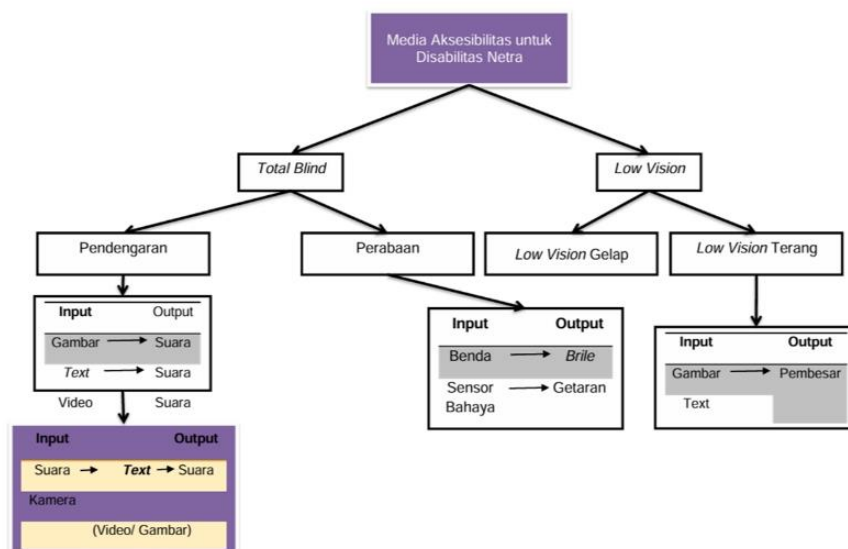 Media Aksesibilitas untuk
Disabilitas Netra
Total Blind
Low Vision
Pendengaran
Perabaan
Low Vision Gelap
Low Vision Terang
Input Output
Gambar Suara
Text Suara
Video Suara
Input Output
Suara Text Suara
Kamera
(Video/ Gambar)
Input Output
Benda Brile
Sensor Getaran
Bahaya
Input Output
Gambar Pembesar
Text